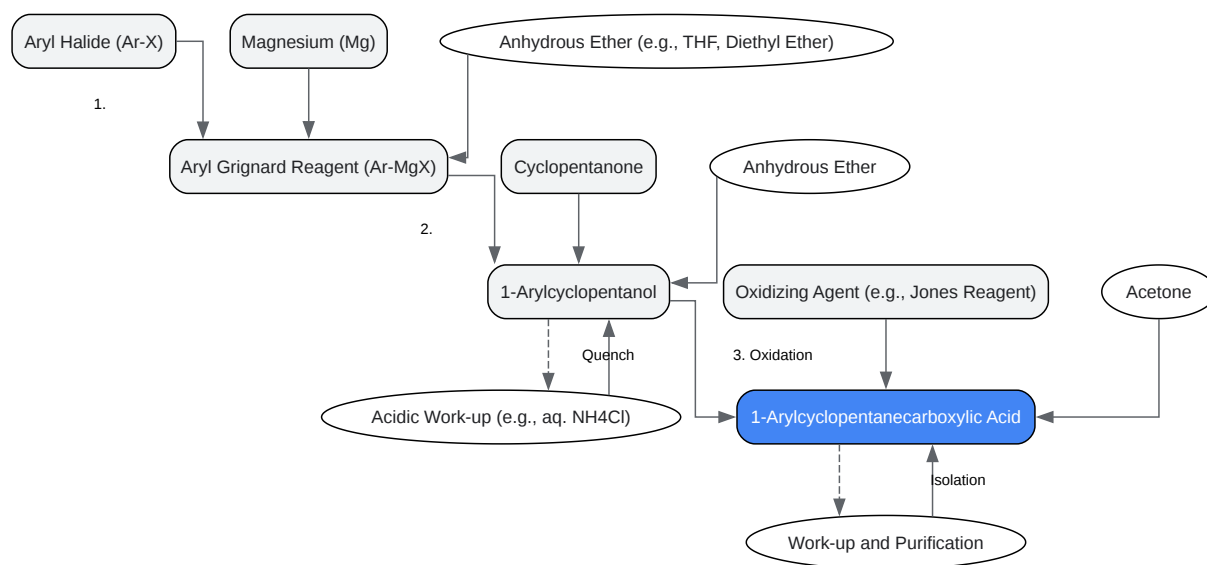 Aryl Halide (Ar-X)
Magnesium (Mg)
Anhydrous Ether (e.g., THF, Diethyl Ether)
1.
Aryl Grignard Reagent (Ar-MgX)
Cyclopentanone
Anhydrous Ether
2.
1-Arylcyclopentanol
Oxidizing Agent (e.g., Jones Reagent)
Acetone
Quench
3. Oxidation
Acidic Work-up (e.g., aq. NH4Cl)
1-Arylcyclopentanecarboxylic Acid
Isolation
Work-up and Purification